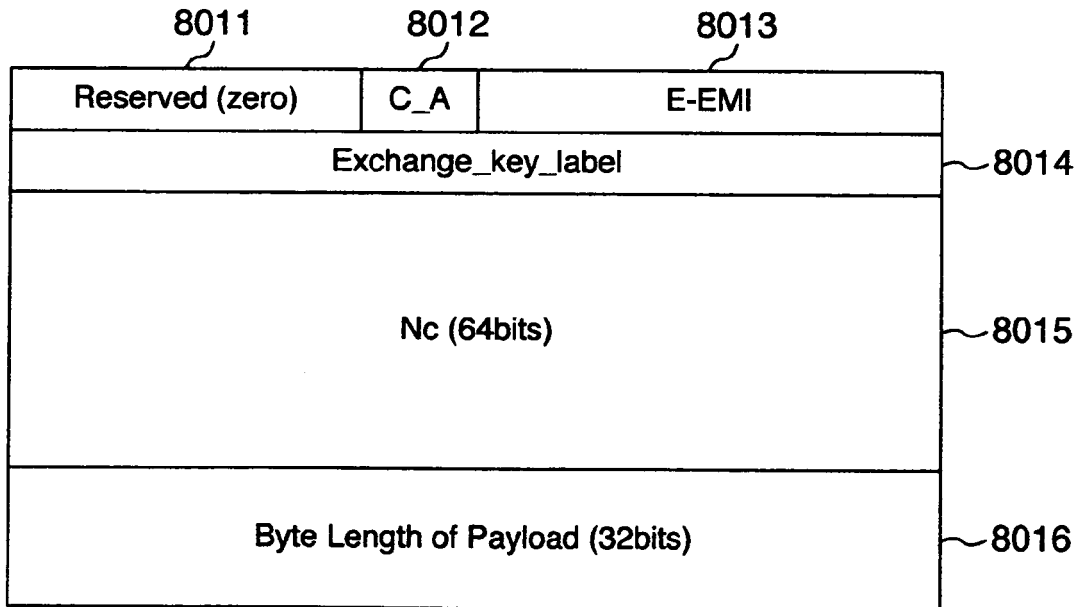 8011 8012 8013
Reserved (zero) C_A E-EMI
Exchange_key_label 8014
Nc (64bits) 8015
Byte Length of Payload (32bits) 8016